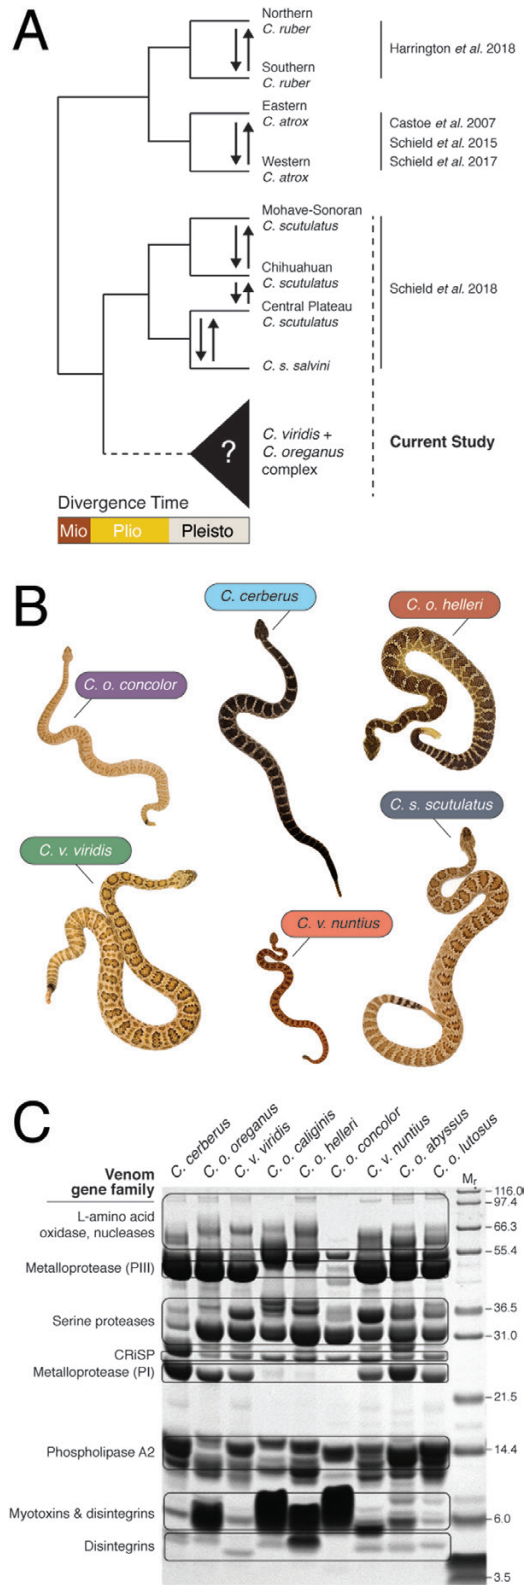 A
Northern
C. ruber
Southern
C. ruber
Harrington et al. 2018
Eastern
C. atrox
Western
C. atrox
Castoe et al. 2007
Schield et al. 2015
Schield et al. 2017
Mohave-Sonoran
C. scutulatus
Chihuahuan
C. scutulatus
Central Plateau
C. scutulatus
C. s. salvini
Schield et al. 2018
?
C. viridis +
C. oreganus
complex
Current Study
Divergence Time
Mio Plio Pleisto
B
C. cerberus
C. o. helleri
C. o. concolor
C. s. scutulatus
C. v. viridis
C. v. nuntius
C
C. cerberus
C. o. oreganus
C. v. viridis
C. o. caliginis
C. o. helleri
C. o. concolor
C. v. nuntius
C. o. abyssus
C. o. lutosus
Venom
gene family
Mr
116.0
97.4
L-amino acid
oxidase, nucleases
66.3
55.4
Metalloprotease (PIII)
36.5
Serine proteases
31.0
CRiSP
Metalloprotease (PI)
21.5
Phospholipase A2
14.4
Myotoxins & disintegrins
6.0
Disintegrins
3.5